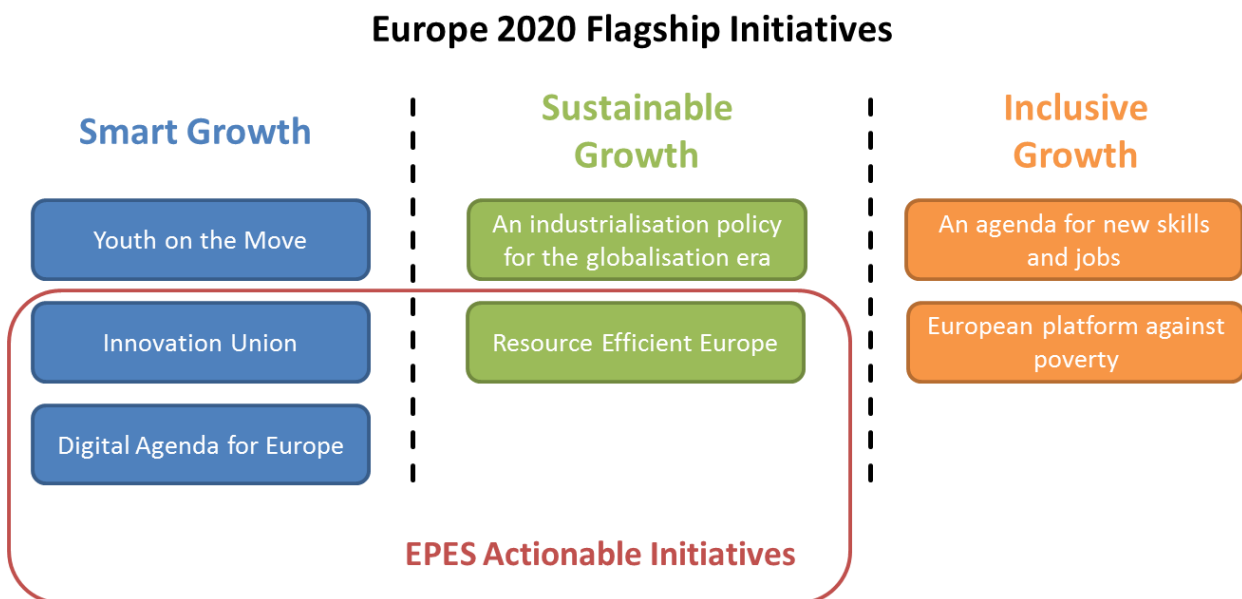 Europe 2020 Flagship Initiatives
Smart Growth
Youth on the Move
Innovation Union
Digital Agenda for Europe
Sustainable
Growth
An industrialisation policy
for the globalisation era
Resource Efficient Europe
Inclusive
Growth
An agenda for new skills
and jobs
European platform against
poverty
EPES Actionable Initiatives